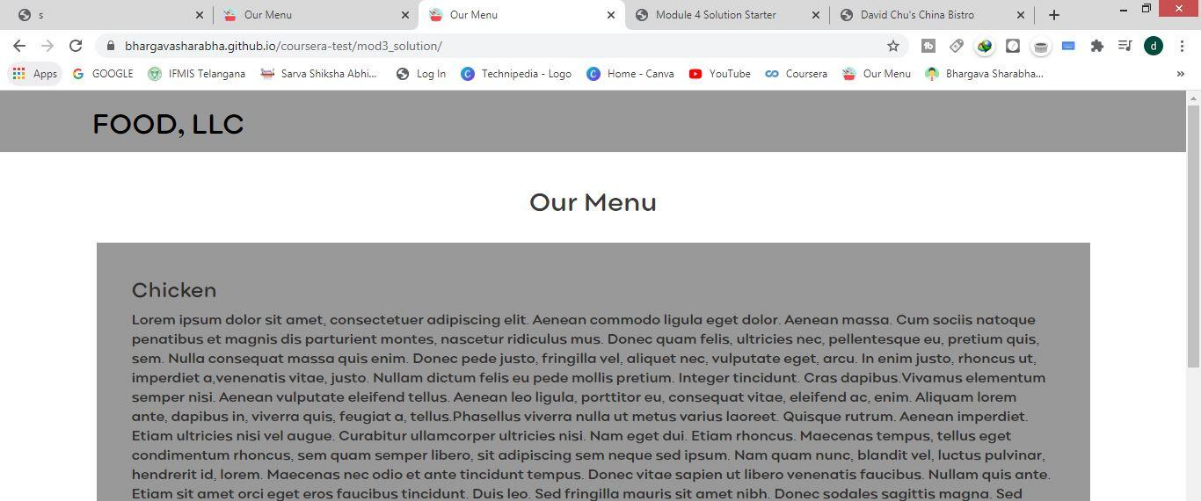 s
Our Menu
Our Menu
Module 4 Solution Starter
David Chu's China Bistro
bhargavasharabha.github.io/coursera-test/mod3_solution/
Apps
GOOGLE
IFMIS Telangana
Sarva Shiksha Abhi...
Log In
Technipedia - Logo
Home - Canva
YouTube
Coursera
Our Menu
Bhargava Sharabha...
FOOD, LLC
Our Menu
Chicken
Lorem ipsum dolor sit amet, consectetuer adipiscing elit. Aenean commodo ligula eget dolor. Aenean massa. Cum sociis natoque
penatibus et magnis dis parturient montes, nascetur ridiculus mus. Donec quam felis, ultricies nec, pellentesque eu, pretium quis,
sem. Nulla consequat massa quis enim. Donec pede justo, fringilla vel, aliquet nec, vulputate eget, arcu. In enim justo, rhoncus ut,
imperdiet a,venenatis vitae, justo. Nullam dictum felis eu pede mollis pretium. Integer tincidunt. Cras dapibus.Vivamus elementum
semper nisi. Aenean vulputate eleifend tellus. Aenean leo ligula, porttitor eu, consequat vitae, eleifend ac, enim. Aliquam lorem
ante, dapibus in, viverra quis, feugiat a, tellus.Phasellus viverra nulla ut metus varius laoreet. Quisque rutrum. Aenean imperdiet.
Etiam ultricies nisi vel augue. Curabitur ullamcorper ultricies nisi. Nam eget dui. Etiam rhoncus. Maecenas tempus, tellus eget
condimentum rhoncus, sem quam semper libero, sit adipiscing sem neque sed ipsum. Nam quam nunc, blandit vel, luctus pulvinar,
hendrerit id, lorem. Maecenas nec odio et ante tincidunt tempus. Donec vitae sapien ut libero venenatis faucibus. Nullam quis ante.
Etiam sit amet orci eget eros faucibus tincidunt. Duis leo. Sed fringilla mauris sit amet nibh. Donec sodales sagittis magna. Sed